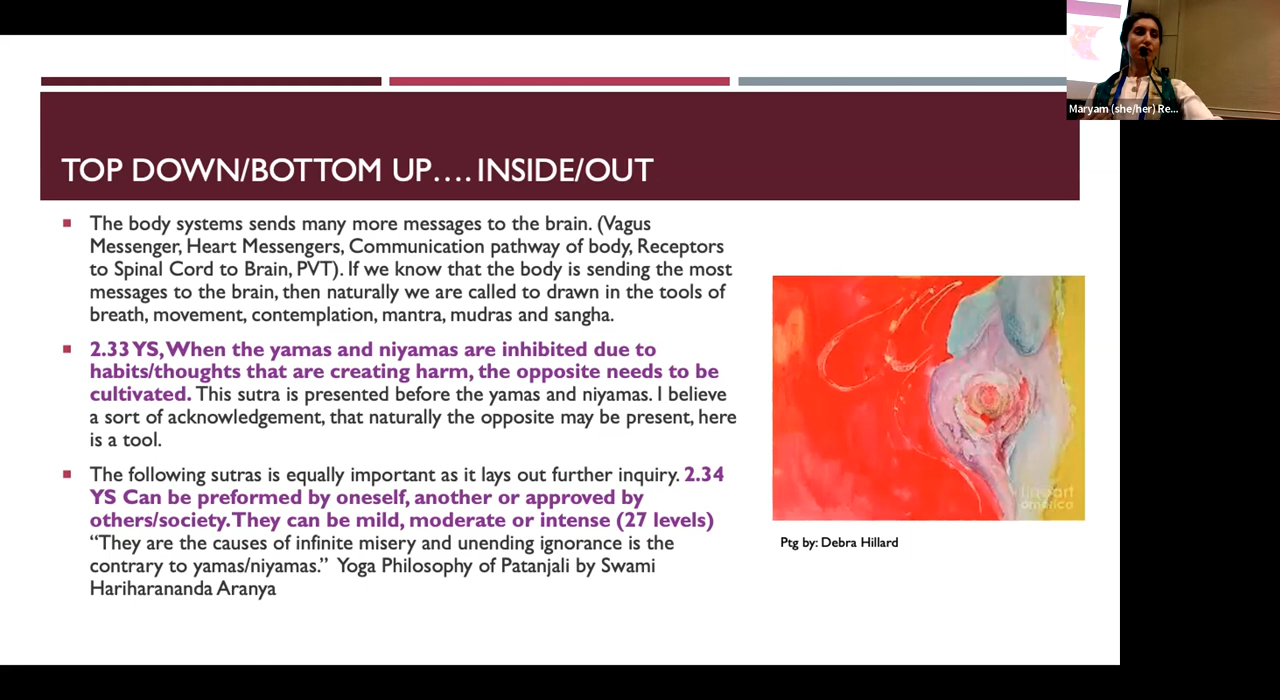 TOP DOWN/BOTTOM UP.... INSIDE/OUT
The body systems sends many more messages to the brain. (Vagus
Messenger, Heart Messengers, Communication pathway of body, Receptors
to Spinal Cord to Brain, PVT). If we know that the body is sending the most
messages to the brain, then naturally we are called to drawn in the tools of
breath, movement, contemplation, mantra, mudras and sangha.
2.33 YS, When the yamas and niyamas are inhibited due to
habits/thoughts that are creating harm, the opposite needs to be
cultivated. This sutra is presented before the yamas and niyamas. I believe
a sort of acknowledgement, that naturally the opposite may be present, here
is a tool.
The following sutras is equally important as it lays out further inquiry. 2.34
YS Can be preformed by oneself, another or approved by
others/society. They can be mild, moderate or intense (27 levels)
“They are the causes of infinite misery and unending ignorance is the
contrary to yamas/niyamas.” Yoga Philosophy of Patanjali by Swami
Hariharananda Aranya
fineart
america
Ptg by: Debra Hillard
Maryam (she/her) Re...